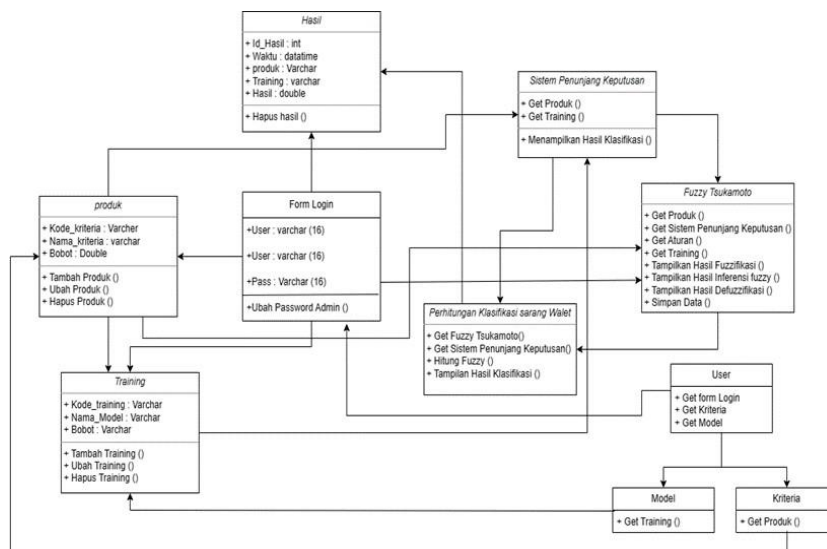 Hasil
+ Id_Hasil : int
+ Waktu : datatime
+ produk : Varchar
+ Training : varchar
+ Hasil : double
+ Hapus hasil ()
Sistem Penunjang Keputusan
+ Get Produk ()
+ Get Training ()
+ Menampilkan Hasil Klasifikasi ()
produk
+ Kode_kriteria : Varcher
+ Nama_kriteria : varchar
+ Bobot : Double
+ Tambah Produk ()
+ Ubah Produk ()
+ Hapus Produk ()
Form Login
+User : varchar (16)
+User : varchar (16)
+Pass : Varchar (16)
+Ubah Password Admin ()
Fuzzy Tsukamoto
+ Get Produk ()
+ Get Sistem Penunjang Keputusan()
+ Get Aturan ()
+ Get Training ()
+ Tampilkan Hasil Fuzzifikasi ()
+ Tampilkan Hasil Inferensi fuzzy ()
+ Tampilkan Hasil Defuzzifikasi ()
+ Simpan Data ()
Perhitungan Klasifikasi sarang Walet
+ Get Fuzzy Tsukamoto()
+ Get Sistem Penunjang Keputusan()
+ Hitung Fuzzy ()
+ Tampilan Hasil Klasifikasi ()
Training
+ Kode_training : Varchar
+ Nama_Model : Varchar
+ Bobot : Varchar
+ Tambah Training ()
+ Ubah Training ()
+ Hapus Training ()
User
+ Get form Login
+ Get Kriteria
+ Get Model
Model
+ Get Training ()
Kriteria
+ Get Produk ()